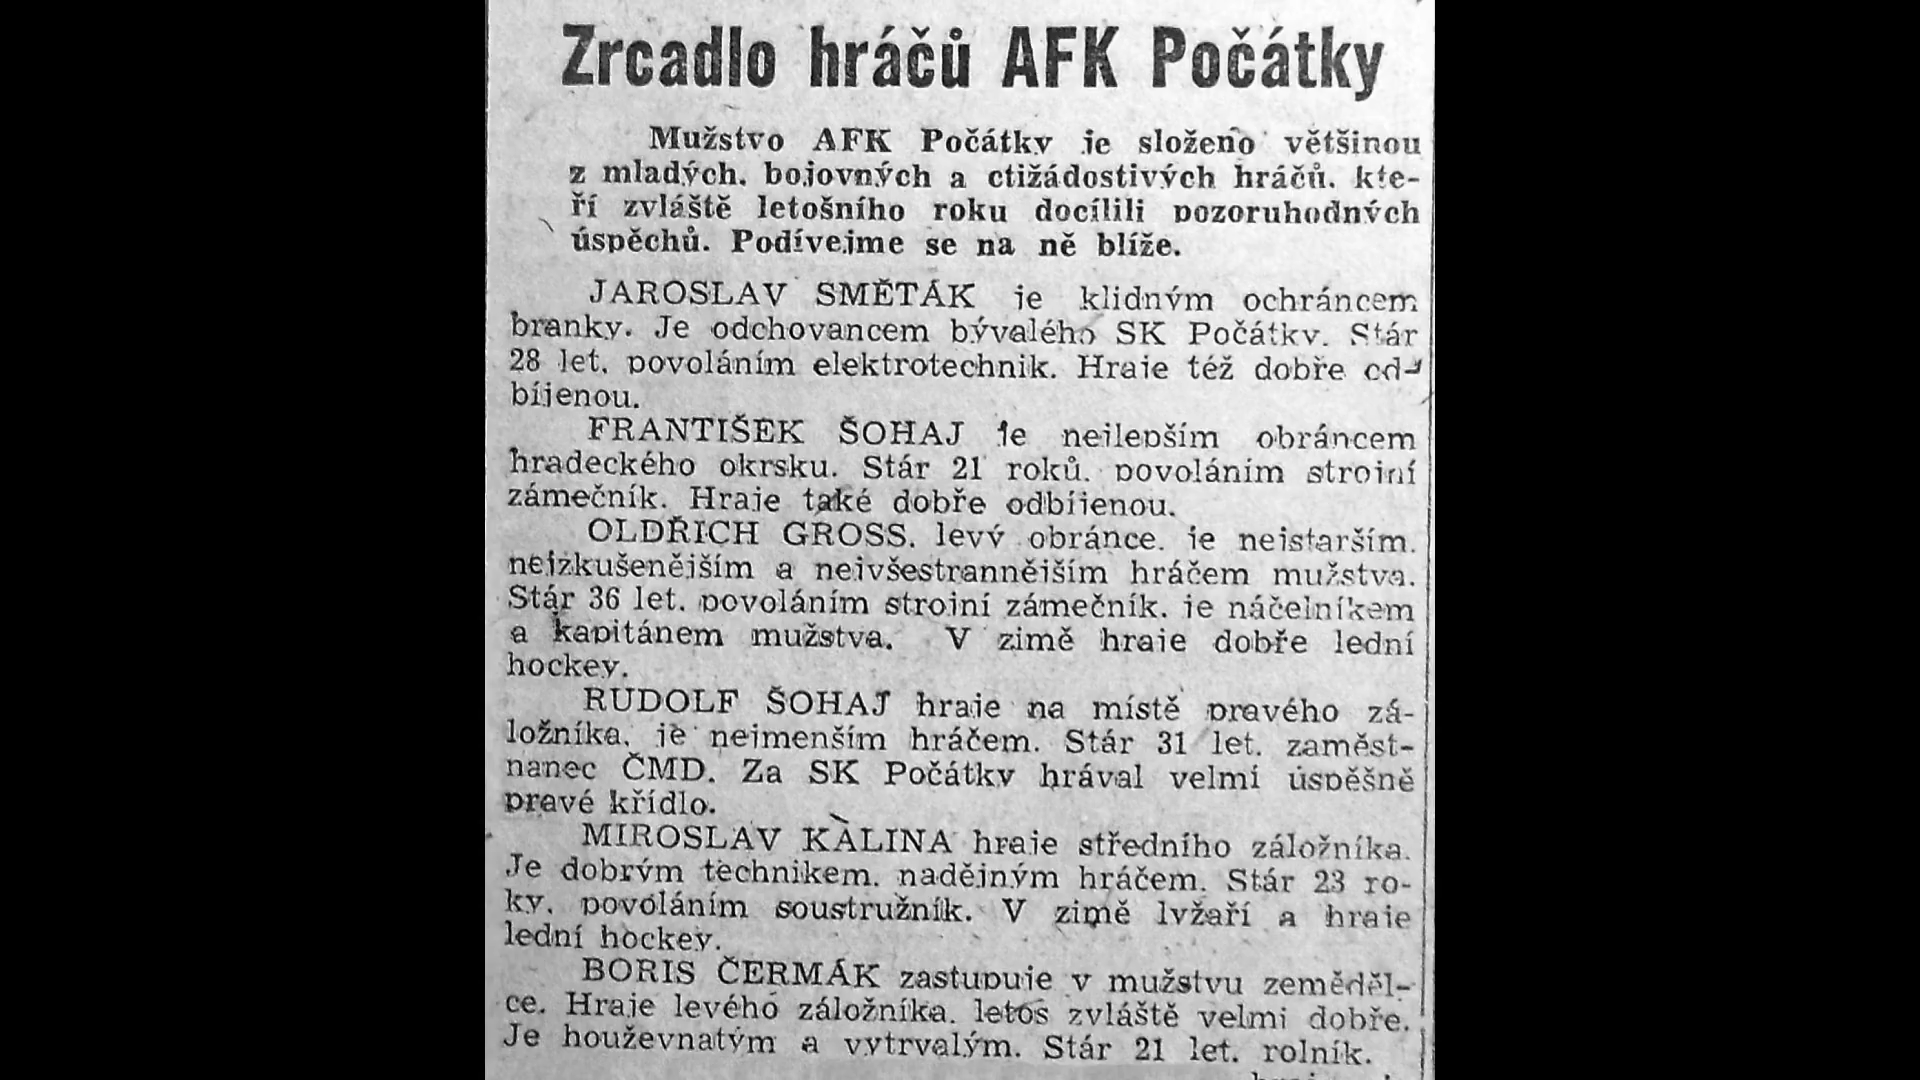 Zrcadlo hráčů AFK Počátky
Mužstvo AFK Počátky je složeno většinou
z mladých, bojovných a ctižádostivých hráčů, kte-
ří zvláště letošního roku docílili pozoruhodných
úspěchů. Podívejme se na ně blíže.
JAROSLAV SMĚTÁK je klidným ochráncem
branky. Je odchovancem bývalého SK Počátky. Stár
28 let, povoláním elektrotechnik. Hraje též dobře od-
bíjenou.
FRANTIŠEK ŠOHAJ je nejlepším obráncem
hradeckého okrsku. Stár 21 roků, povoláním strojní
zámečník. Hraje také dobře odbíjenou.
OLDŘICH GROSS, levý obránce, je nejstarším,
nejzkušenějším a nejvšestrannějším hráčem mužstva.
Stár 36 let, povoláním strojní zámečník, je náčelníkem
a kapitánem mužstva. V zimě hraje dobře lední
hockey.
RUDOLF ŠOHAJ hraje na místě pravého zá-
ložníka, je nejmenším hráčem. Stár 31 let, zaměst-
nanec ČMD. Za SK Počátky hrával velmi úspěšně
pravé křídlo.
MIROSLAV KALINA hraje středního záložníka.
Je dobrým technikem, nadějným hráčem. Stár 23 ro-
ky, povoláním soustružník. V zimě lyžaří a hraje
lední hockey.
BORIS ČERMÁK zastupuje v mužstvu zeměděl-
ce. Hraje levého záložníka, letos zvláště velmi dobře.
Je houževnatým a vytrvalým. Stár 21 let, rolník.